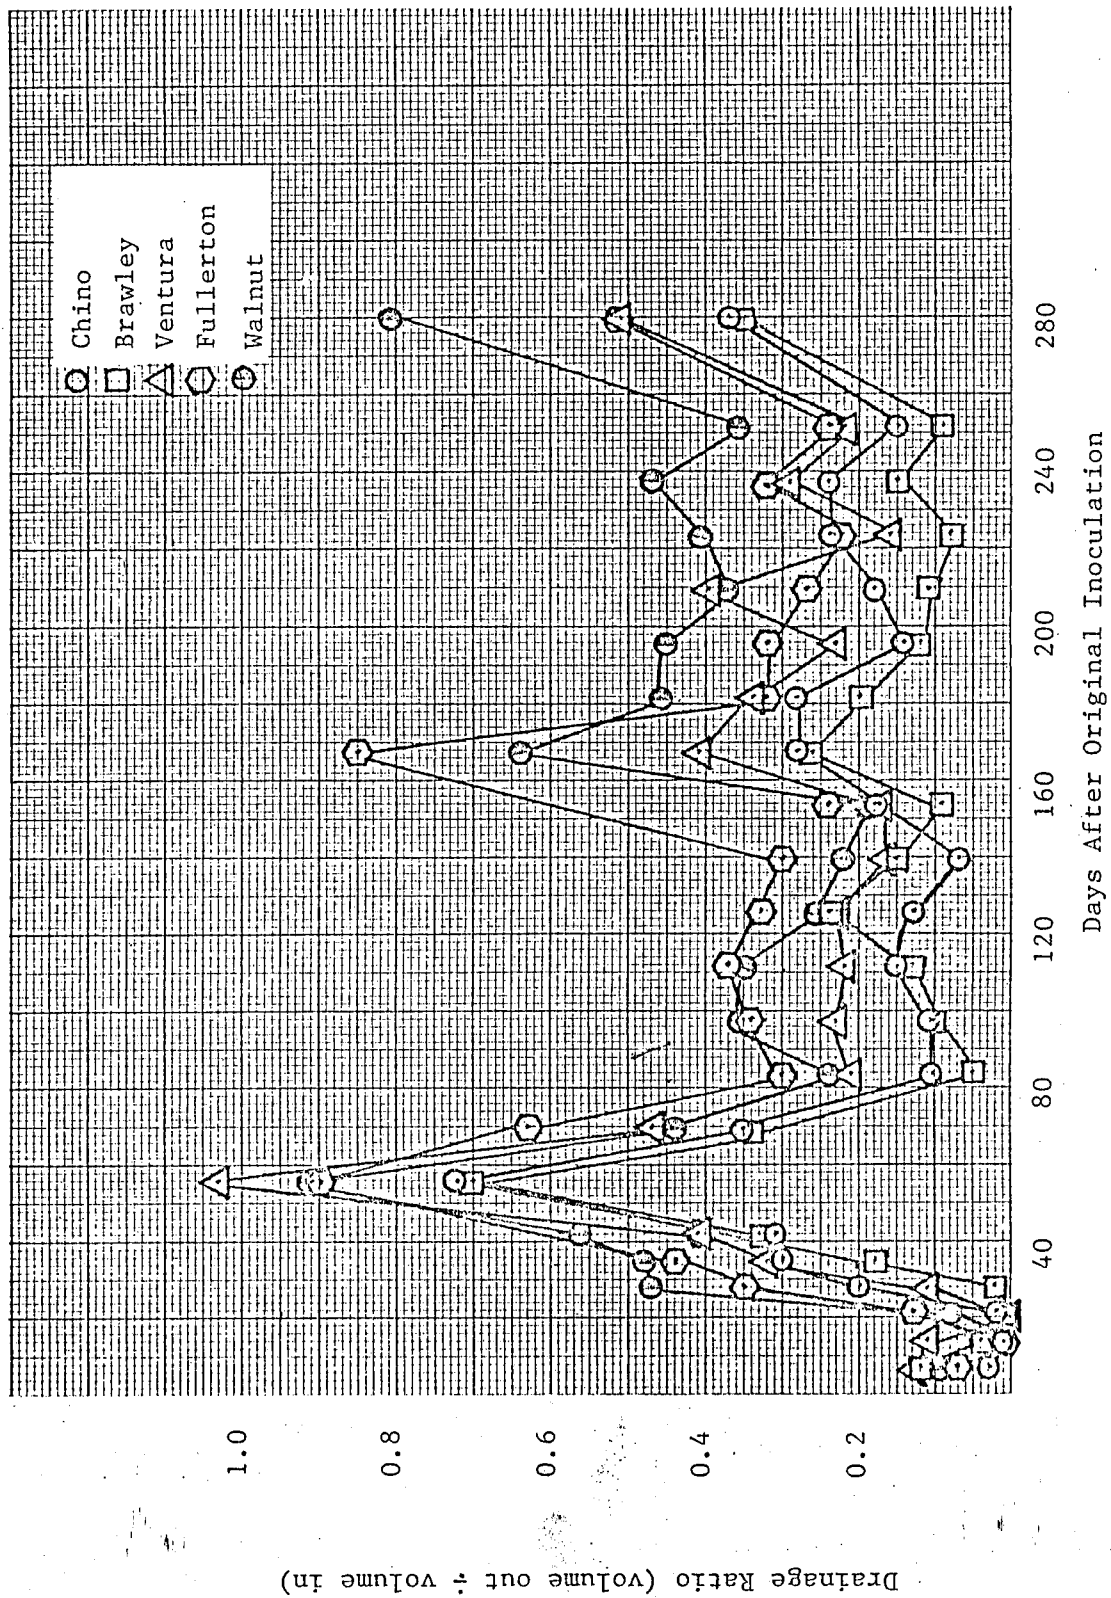 Chino
Brawley
Ventura
Fullerton
Walnut
1.0
0.8
0.6
0.4
0.2
Drainage Ratio (volume out ÷ volume in)
40
80
120
160
200
240
280
Days After Original Inoculation